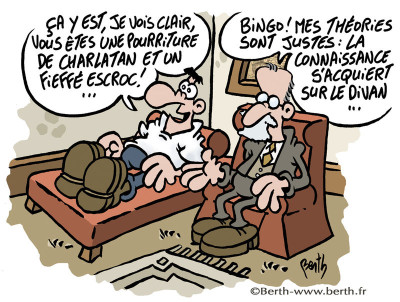 ÇA Y EST, JE VOIS CLAIR,
VOUS ÊTES UNE POURRITURE
DE CHARLATAN ET UN
FIEFFÉ ESCROC!
...
BINGO! MES THÉORIES
SONT JUSTES: LA
CONNAISSANCE
S'ACQUIERT
SUR LE DIVAN
...
Berth
©Berth-www.berth.fr